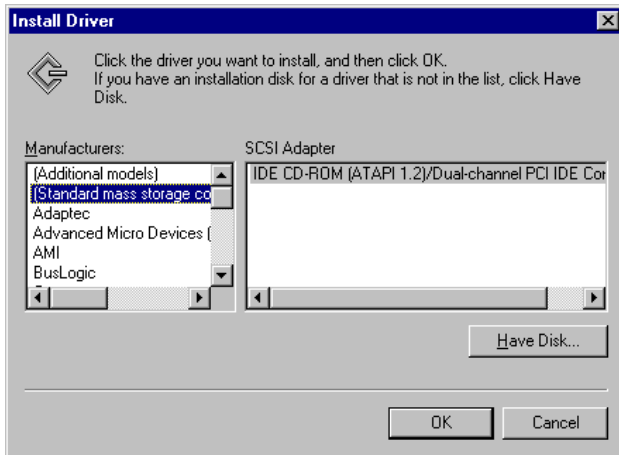 Install Driver
Click the driver you want to install, and then click OK.
If you have an installation disk for a driver that is not in the list, click Have
Disk.
Manufacturers:
SCSI Adapter
(Additional models)
(Standard mass storage co
Adaptec
Advanced Micro Devices (
AMI
BusLogic
IDE CD-ROM (ATAPI 1.2)/Dual-channel PCI IDE Cor
Have Disk...
OK
Cancel